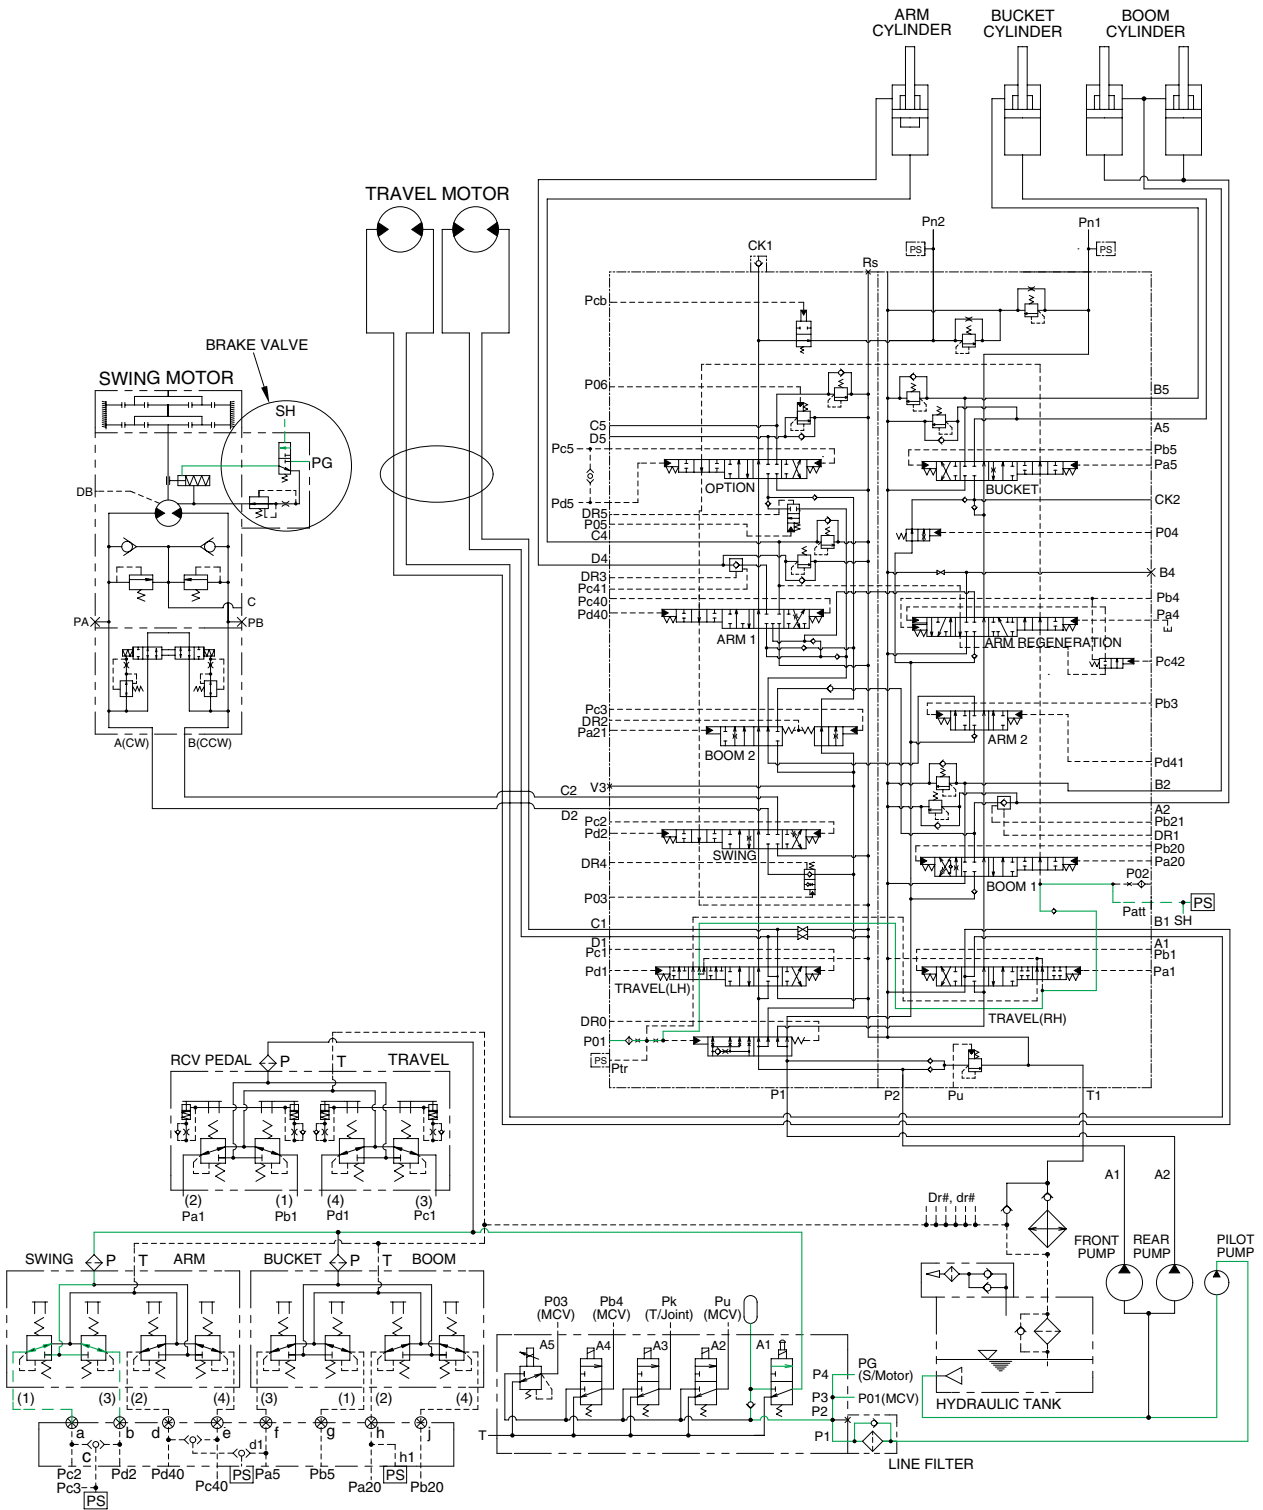 ARM CYLINDER
BUCKET CYLINDER
BOOM CYLINDER
TRAVEL MOTOR
Pn2
Pn1
PS
PS
CK1
Rs
Pcb
BRAKE VALVE
SWING MOTOR
SH
PG
DB
P06
C5
D5
Pc5
Pd5
DR5
P05
C4
D4
DR3
Pc41
Pc40
Pd40
OPTION
BUCKET
B5
A5
Pb5
Pa5
CK2
P04
B4
Pb4
Pa4
E
ARM 1
ARM REGENERATION
Pc42
C
PA
PB
A(CW)
B(CCW)
Pc3
DR2
Pa21
BOOM 2
ARM 2
Pb3
Pd41
C2
V3
D2
Pc2
Pd2
SWING
DR4
P03
B2
A2
Pb21
DR1
Pb20
Pa20
BOOM 1
P02
Patt
SH
PS
C1
D1
Pc1
Pd1
TRAVEL(LH)
B1
A1
Pb1
Pa1
TRAVEL(RH)
DR0
P01
PS
Ptr
P1
P2
Pu
T1
RCV PEDAL
P
T
TRAVEL
(2)
Pa1
(1)
Pb1
(4)
Pd1
(3)
Pc1
A1
A2
Dr#, dr#
FRONT PUMP
REAR PUMP
PILOT PUMP
HYDRAULIC TANK
SWING
P
T
ARM
BUCKET
P
T
BOOM
(1)
(3)
(2)
(4)
(3)
(1)
(2)
(4)
a
b
d
e
f
g
h
j
c
d1
h1
Pc2
Pd2
Pd40
Pc40
PS
Pa5
Pb5
Pa20
PS
Pb20
Pc3
PS
P03 (MCV)
Pb4 (MCV)
Pk (T/Joint)
Pu (MCV)
A5
A4
A3
A2
A1
T
P4
PG (S/Motor)
P3
P01(MCV)
P2
P1
LINE FILTER